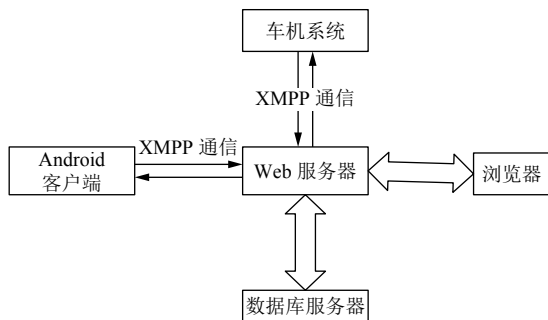 车机系统
XMPP 通信
XMPP 通信
Android
客户端
Web 服务器
浏览器
数据库服务器